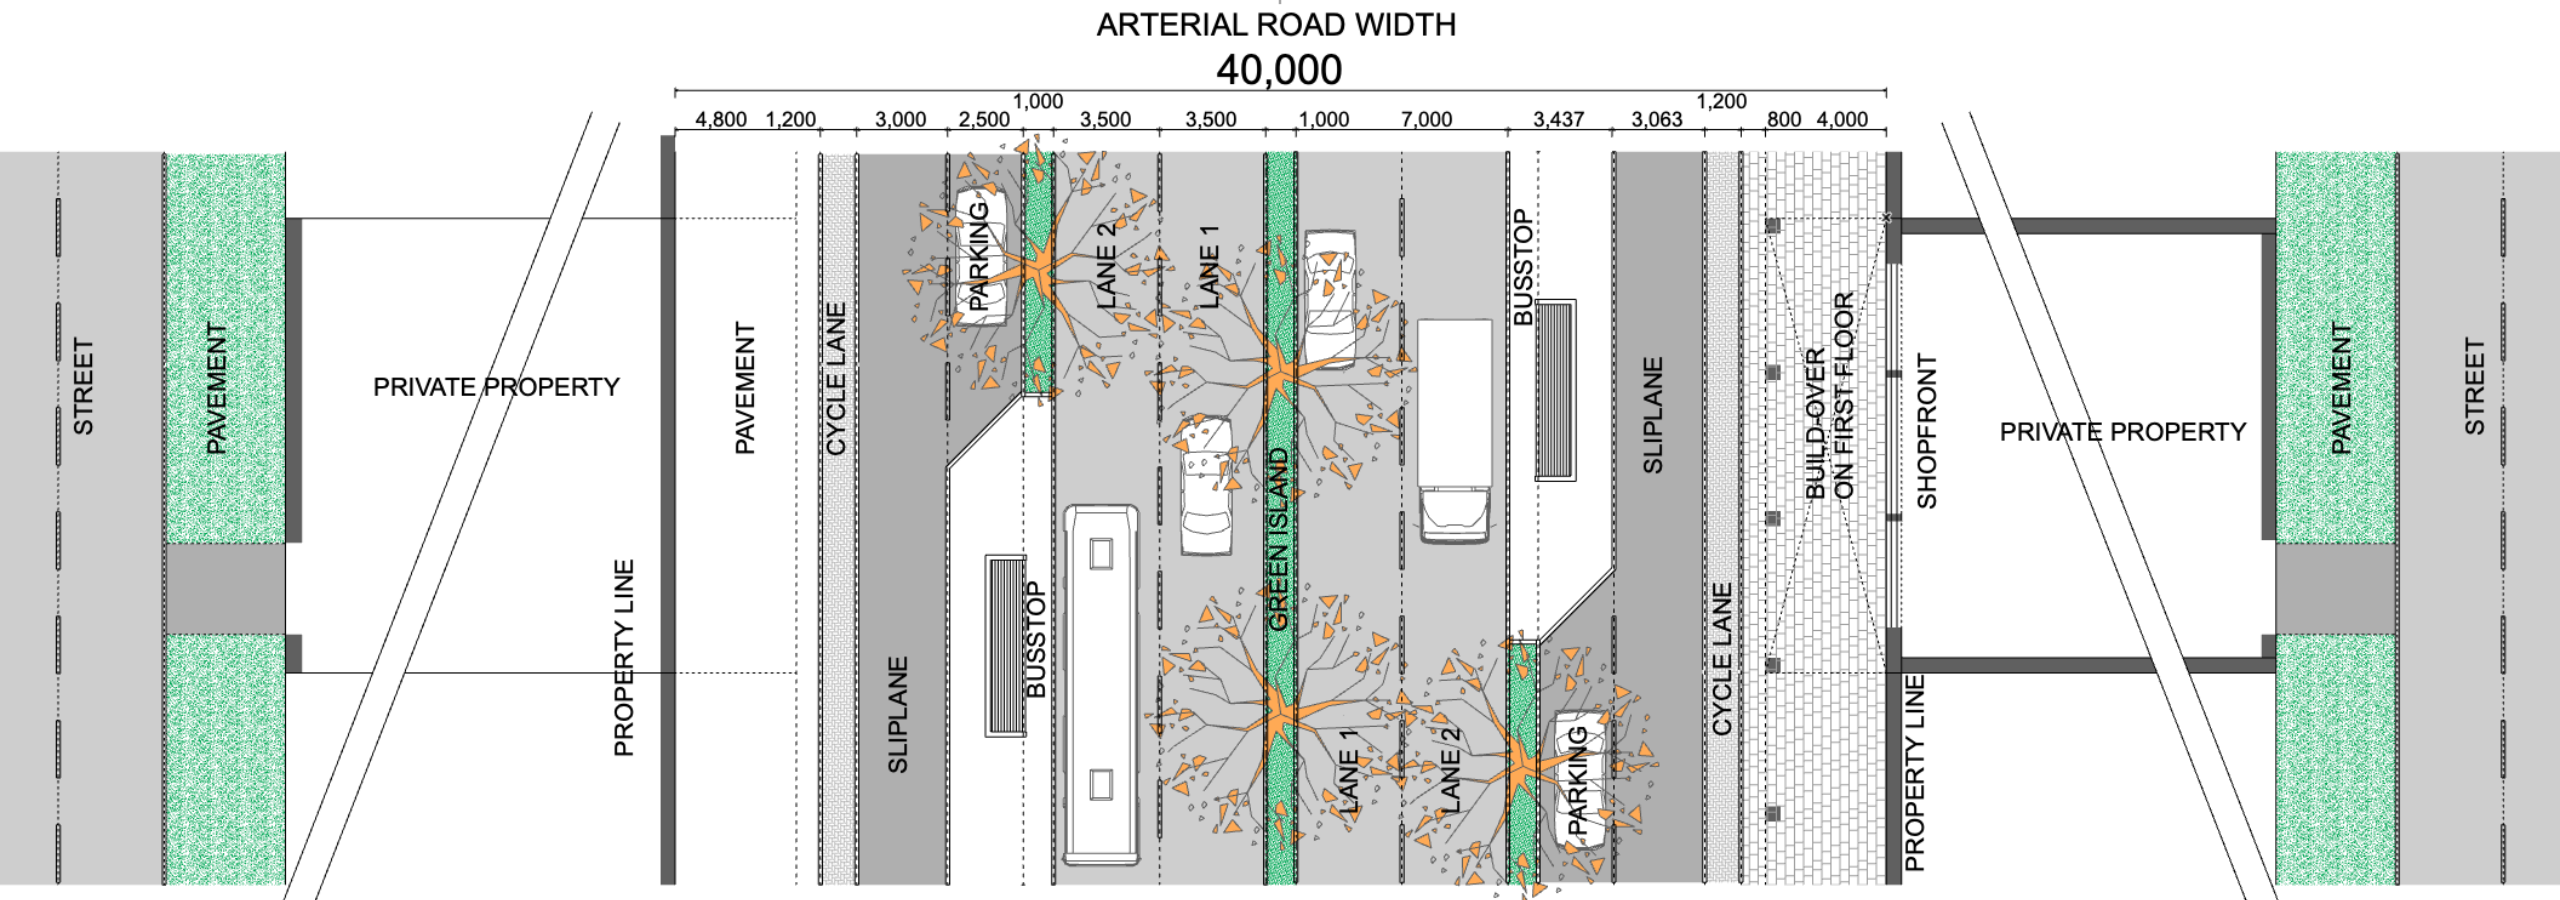 ARTERIAL ROAD WIDTH
40,000
1,000
1,200
4,800 1,200 3,000 2,500 3,500 3,500 1,000 7,000 3,437 3,063 800 4,000
STREET
PAVEMENT
PRIVATE PROPERTY
PROPERTY LINE
PAVEMENT
CYCLE LANE
SLIPLANE
PARKING
BUSSTOP
LANE 2
LANE 1
GREEN ISLAND
LANE 1
LANE 2
BUSSTOP
PARKING
SLIPLANE
CYCLE LANE
BUILD-OVER
ON FIRST FLOOR
SHOPFRONT
PROPERTY LINE
PRIVATE PROPERTY
PAVEMENT
STREET